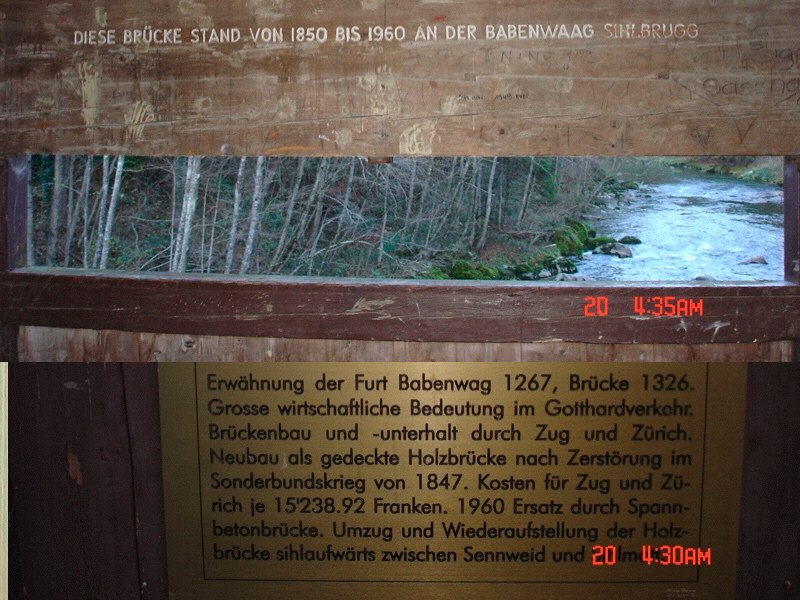 DIESE BRÜCKE STAND VON 1850 BIS 1960 AN DER BABENWAAG SIHLBRUGG
20 4:35AM
Erwähnung der Furt Babenwag 1267, Brücke 1326.
Grosse wirtschaftliche Bedeutung im Gotthardverkehr.
Brückenbau und -unterhalt durch Zug und Zürich.
Neubau als gedeckte Holzbrücke nach Zerstörung im
Sonderbundskrieg von 1847. Kosten für Zug und Zü-
rich je 15'238.92 Franken. 1960 Ersatz durch Spann-
betonbrücke. Umzug und Wiederaufstellung der Holz-
brücke sihlaufwärts zwischen Sennweid und
20 4:30AM